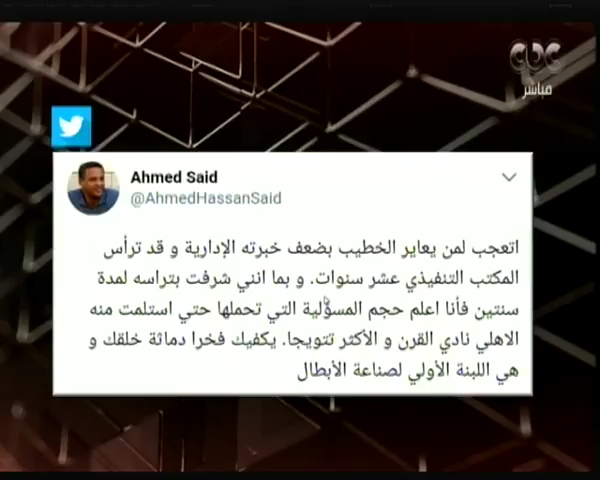 cbc
مباشر
Ahmed Said
@AhmedHassanSaid
اتعجب لمن يعاير الخطيب بضعف خبرته الإدارية و قد ترأس
المكتب التنفيذي عشر سنوات. و بما انني شرفت بتراسه لمدة
سنتين فأنا اعلم حجم المسؤلية التي تحملها حتي استلمت منه
الاهلي نادي القرن و الأكثر تتويجا. يكفيك فخرا دماثة خلقك و
هي اللبنة الأولي لصناعة الأبطال